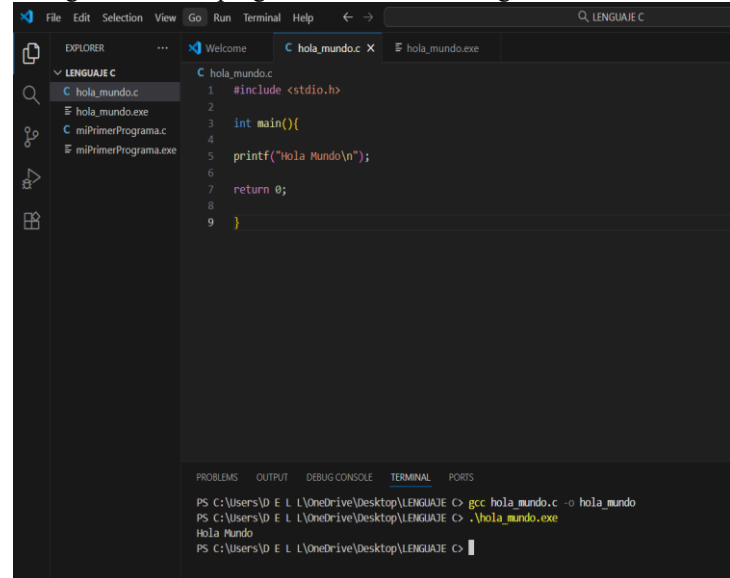 File Edit Selection View Go Run Terminal Help ← → LENGUAJE C
EXPLORER ...
LENGUAJE C
C hola_mundo.c
hola_mundo.exe
C miPrimerPrograma.c
miPrimerPrograma.exe
Welcome C hola_mundo.c X hola_mundo.exe
C hola_mundo.c
1 #include <stdio.h>
2
3 int main(){
4
5 printf("Hola Mundo\n");
6
7 return 0;
8
9 }
PROBLEMS OUTPUT DEBUG CONSOLE TERMINAL PORTS
PS C:\Users\D E L L\OneDrive\Desktop\LENGUAJE C> gcc hola_mundo.c -o hola_mundo
PS C:\Users\D E L L\OneDrive\Desktop\LENGUAJE C> .\hola_mundo.exe
Hola Mundo
PS C:\Users\D E L L\OneDrive\Desktop\LENGUAJE C>